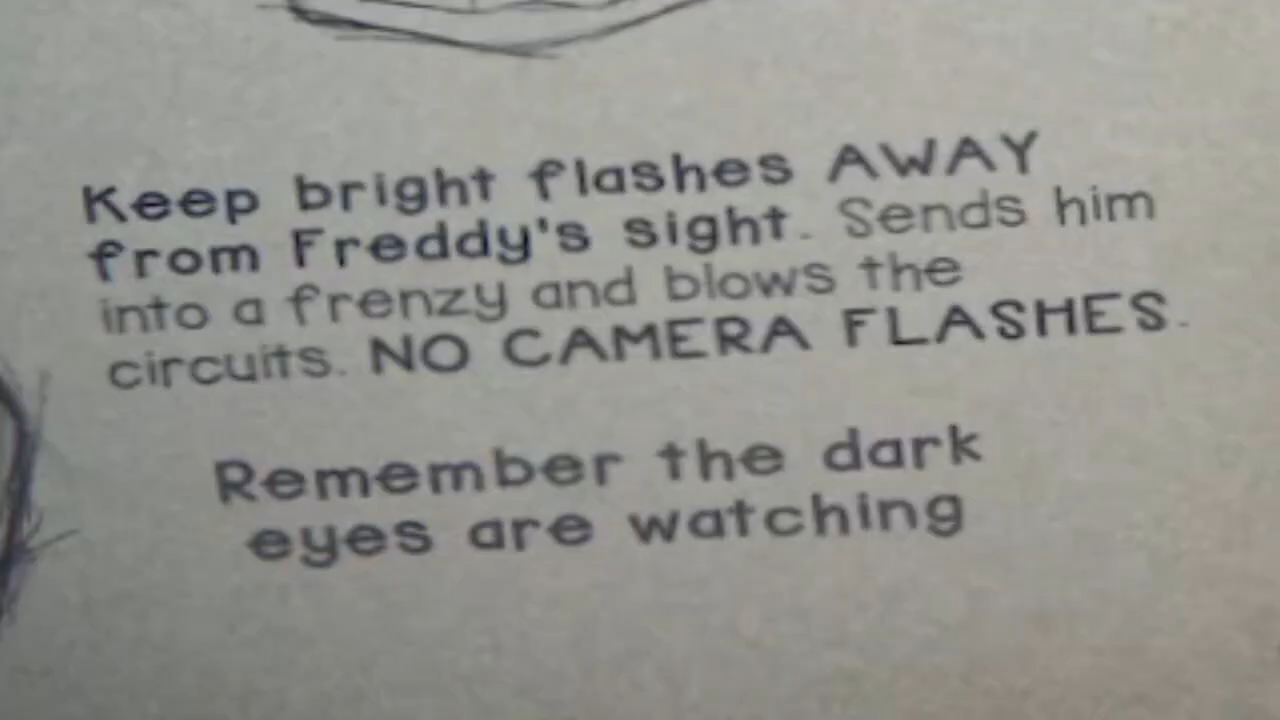 Keep bright flashes AWAY
from Freddy's sight. Sends him
into a frenzy and blows the
circuits. NO CAMERA FLASHES.
Remember the dark
eyes are watching